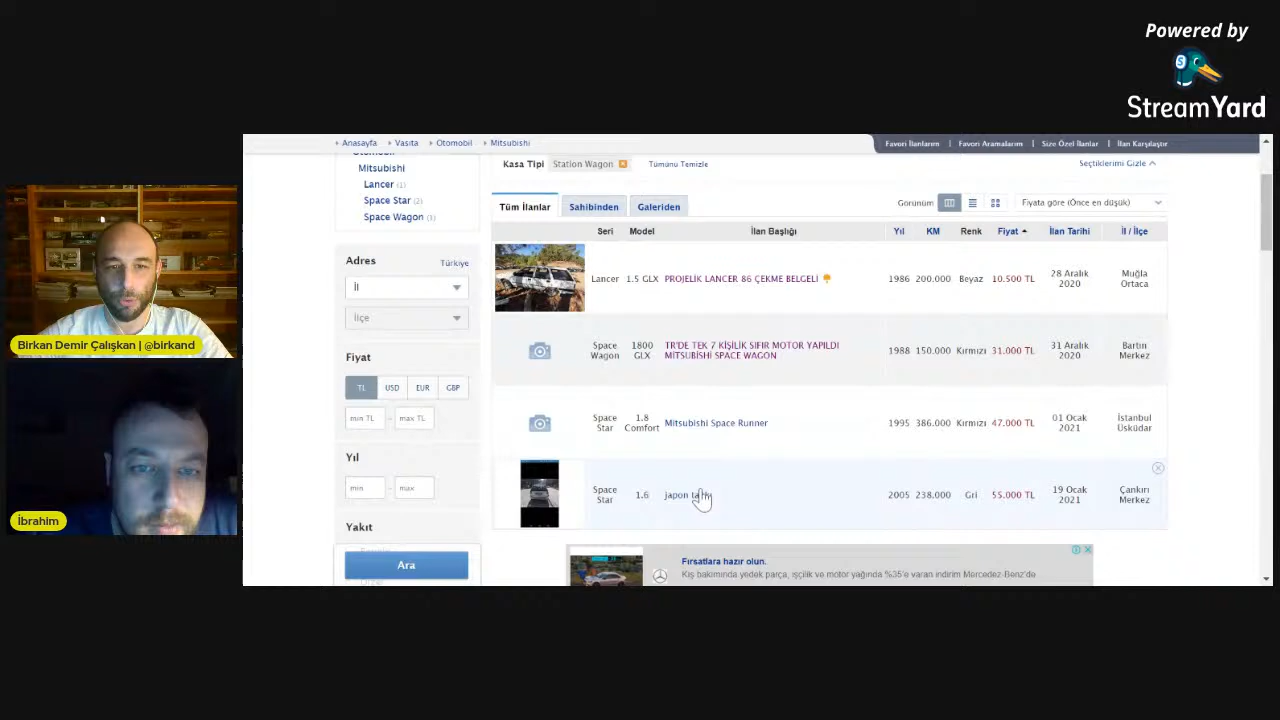 Powered by
StreamYard
Anasayfa Vasıta Otomobil Mitsubishi
Favori İlanlarım | Favori Aramalarım | Size Özel İlanlar | İlan Karşılaştır
Otomobil
Mitsubishi
Lancer (1)
Space Star (2)
Space Wagon (1)
Kasa Tipi Station Wagon Tümünü Temizle
Seçtiklerimi Gizle
Tüm İlanlar Sahibinden Galeriden
Görünüm Fiyata göre (Önce en düşük)
Seri Model İlan Başlığı Yıl KM Renk Fiyat İlan Tarihi İl / İlçe
Lancer 1.5 GLX PROJELİK LANCER 86 ÇEKME BELGELİ 1986 200.000 Beyaz 10.500 TL 28 Aralık 2020 Muğla Ortaca
Space Wagon 1800 GLX TR'DE TEK 7 KİŞİLİK SIFIR MOTOR YAPILDI MİTSUBİSHİ SPACE WAGON 1988 150.000 Kırmızı 31.000 TL 31 Aralık 2020 Bartın Merkez
Space Star 1.8 Comfort Mitsubishi Space Runner 1995 386.000 Kırmızı 47.000 TL 01 Ocak 2021 İstanbul Üsküdar
Space Star 1.6 japon 2005 238.000 Gri 55.000 TL 19 Ocak 2021 Çankırı Merkez
Adres Türkiye
İl
İlçe
Fiyat
TL USD EUR GBP
min TL - max TL
Yıl
min max
Yakıt
Ara
Fırsatlara hazır olun.
Kış bakımında yedek parça, işçilik ve motor yağında %35'e varan indirim Mercedez-Benz'de
Birkan Demir Çalışkan | @birkand
İbrahim